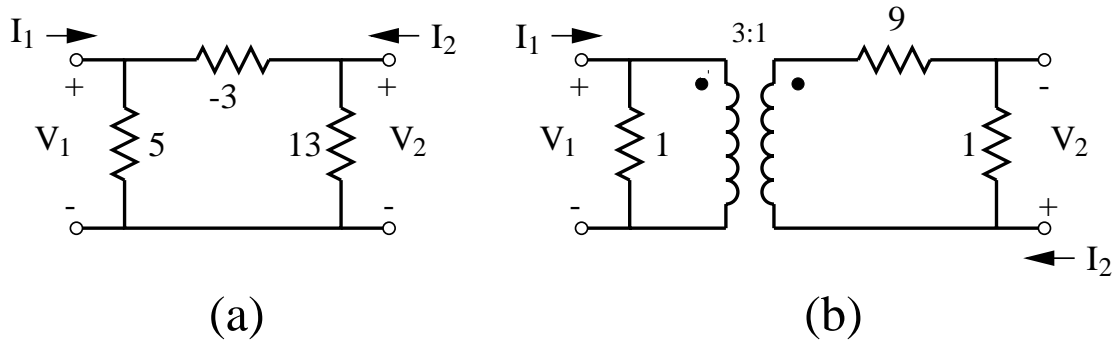 I1 I2
+ -3 +
V1 5 13 V2
- -
(a)
I1 3:1 9
+ -
V1 1 1 V2
- +
I2
(b)